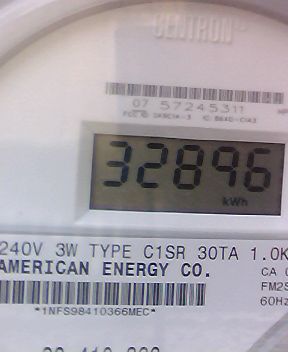 CENTRON
07 57245311
32896
kWh
240V 3W TYPE C1SR 30TA 1.0K
AMERICAN ENERGY CO.
CA 0
FM2S
60Hz
*1NFS98410366MEC*